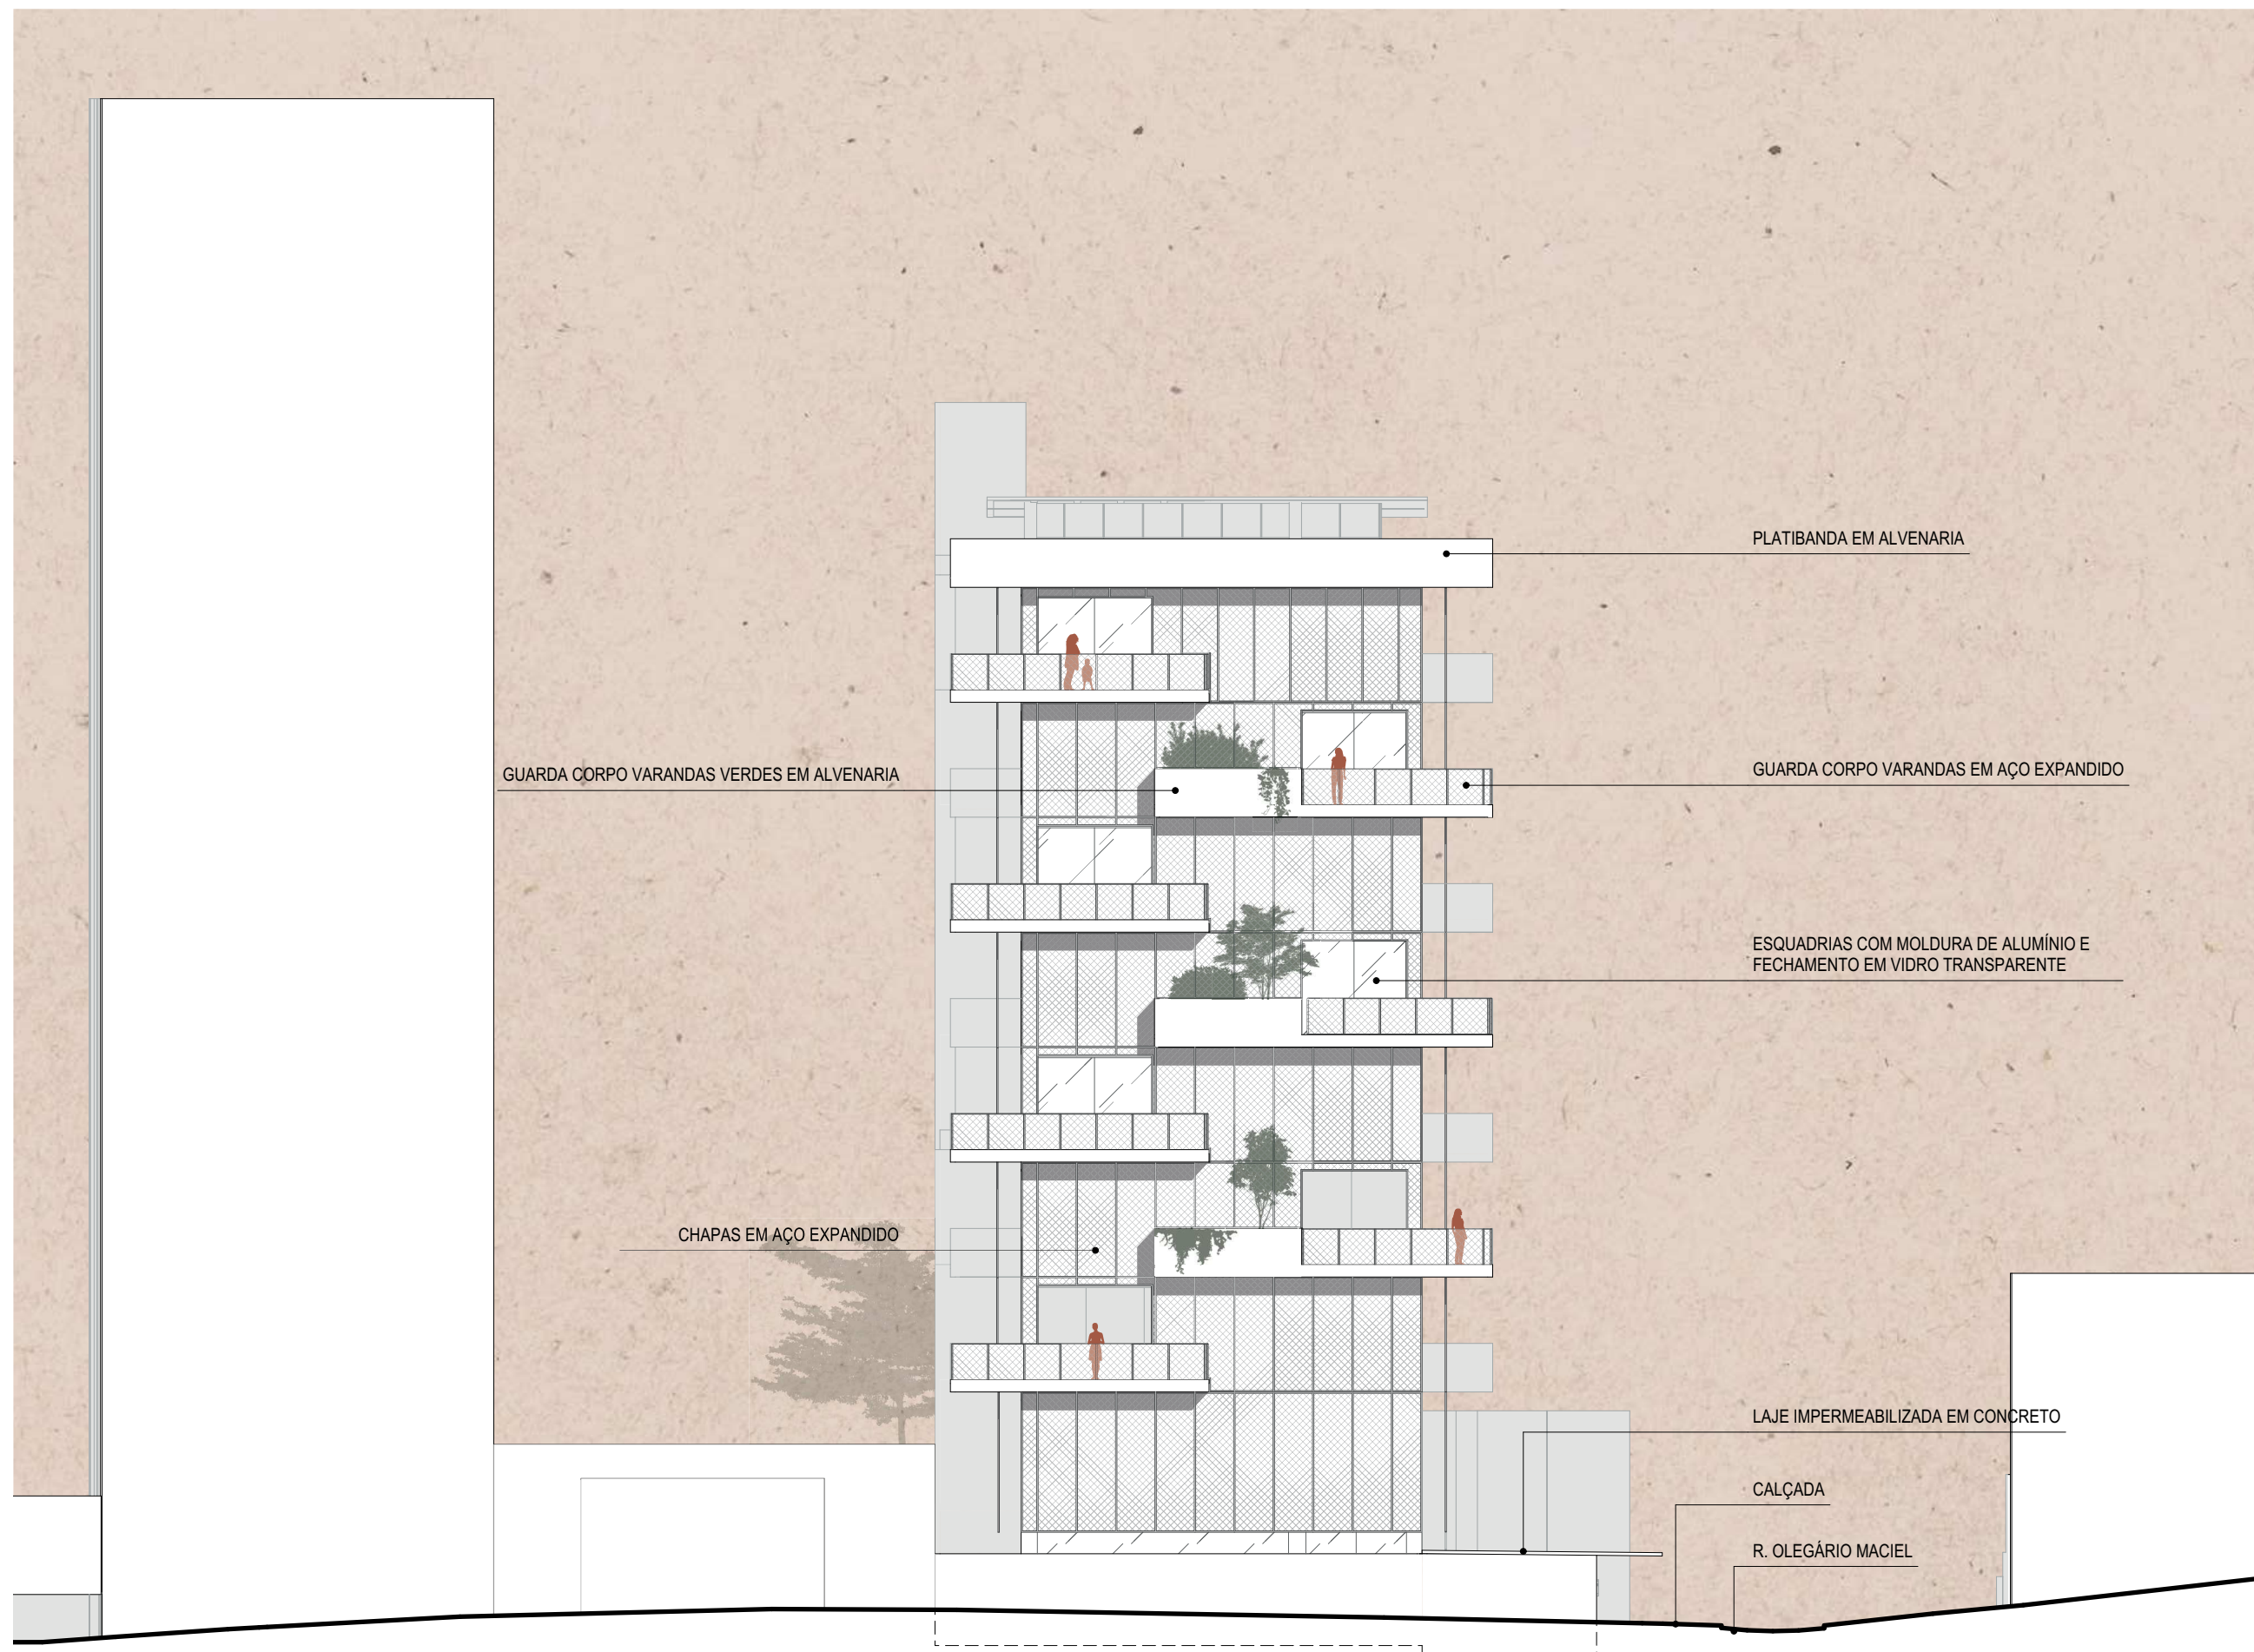 PLATIBANDA EM ALVENARIA
GUARDA CORPO VARANDAS VERDES EM ALVENARIA
GUARDA CORPO VARANDAS EM AÇO EXPANDIDO
ESQUADRIAS COM MOLDURA DE ALUMÍNIO E
FECHAMENTO EM VIDRO TRANSPARENTE
CHAPAS EM AÇO EXPANDIDO
LAJE IMPERMEABILIZADA EM CONCRETO
CALÇADA
R. OLEGÁRIO MACIEL